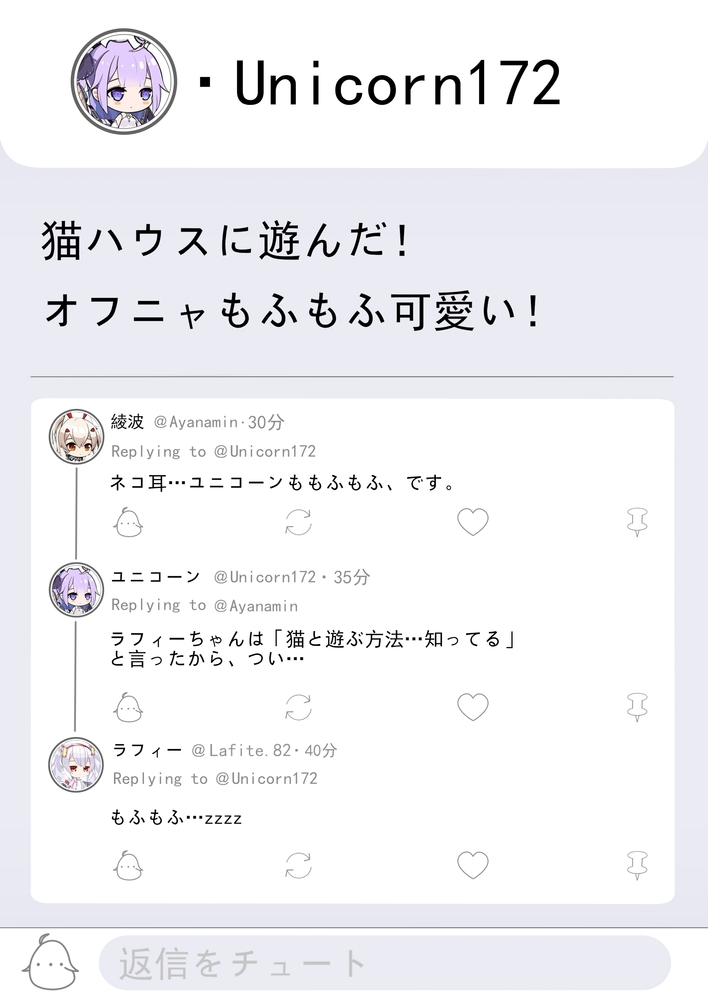 ・Unicorn172
猫ハウスに遊んだ！
オフニャもふもふ可愛い！
綾波 @Ayanamin·30分
Replying to @Unicorn172
ネコ耳…ユニコーンももふもふ、です。
ユニコーン @Unicorn172・35分
Replying to @Ayanamin
ラフィーちゃんは「猫と遊ぶ方法…知ってる」
と言ったから、つい…
ラフィー @Lafite.82・40分
Replying to @Unicorn172
もふもふ…zzzz
返信をチュート